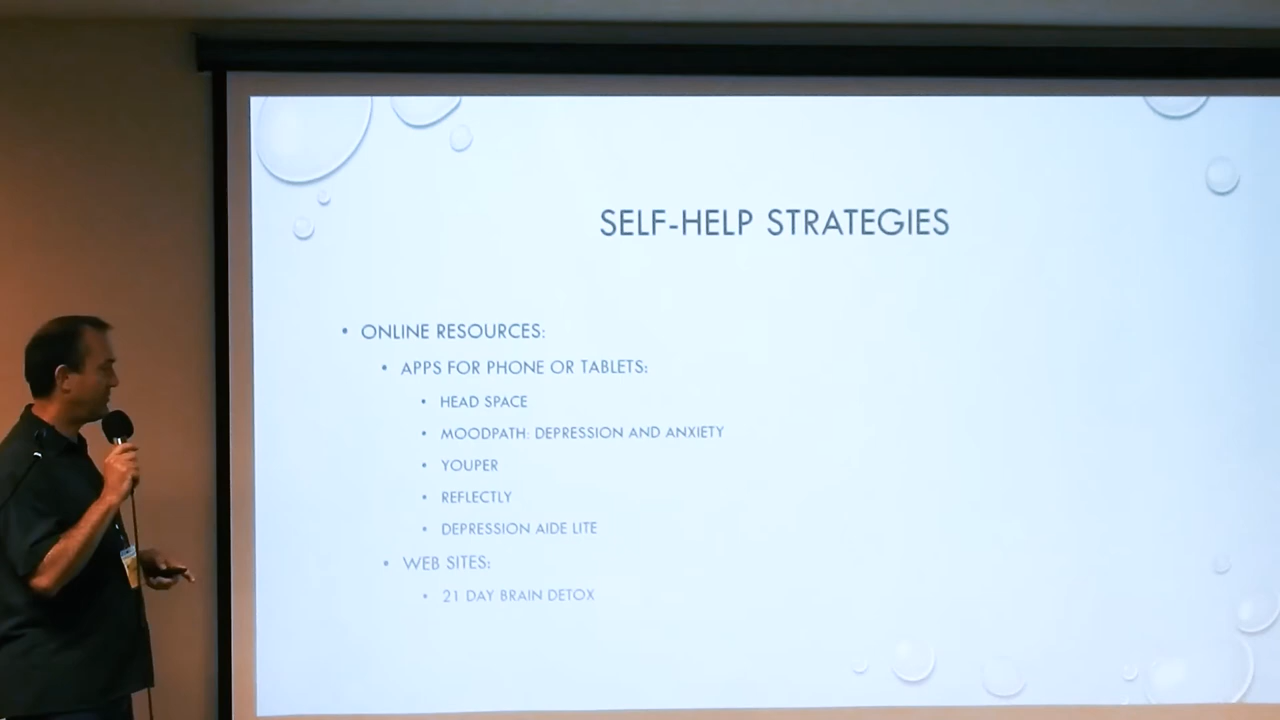 SELF-HELP STRATEGIES
• ONLINE RESOURCES:
• APPS FOR PHONE OR TABLETS:
• HEAD SPACE
• MOODPATH: DEPRESSION AND ANXIETY
• YOUPER
• REFLECTLY
• DEPRESSION AIDE LITE
• WEB SITES:
• 21 DAY BRAIN DETOX